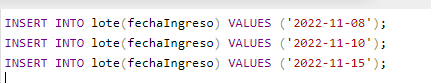 INSERT INTO lote(fechaIngreso) VALUES ('2022-11-08');
INSERT INTO lote(fechaIngreso) VALUES ('2022-11-10');
INSERT INTO lote(fechaIngreso) VALUES ('2022-11-15');